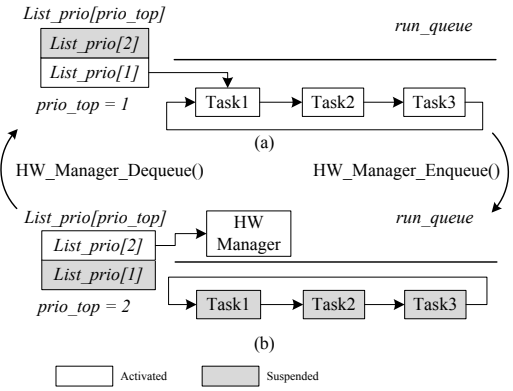 List_prio[prio_top]
run_queue
List_prio[2]
List_prio[1]
prio_top = 1
Task1
Task2
Task3
(a)
HW_Manager_Dequeue()
HW_Manager_Enqueue()
List_prio[prio_top]
run_queue
List_prio[2]
HW
Manager
List_prio[1]
prio_top = 2
Task1
Task2
Task3
(b)
Activated
Suspended